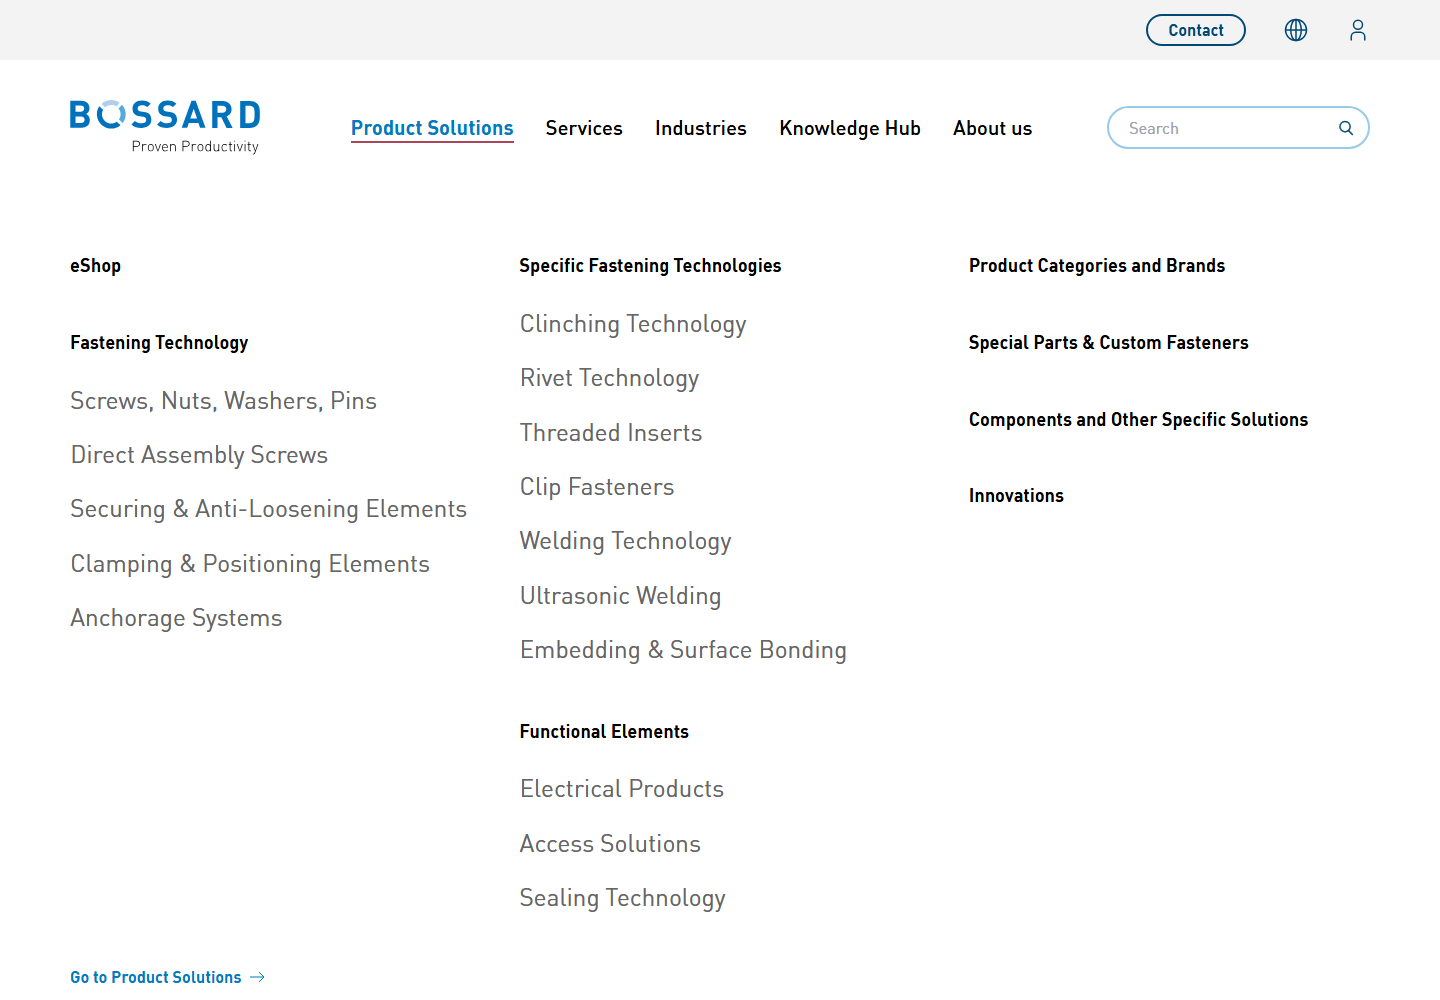 Contact
BOSSARD
Proven Productivity
Product Solutions
Services
Industries
Knowledge Hub
About us
Search
eShop
Fastening Technology
Screws, Nuts, Washers, Pins
Direct Assembly Screws
Securing & Anti-Loosening Elements
Clamping & Positioning Elements
Anchorage Systems
Specific Fastening Technologies
Clinching Technology
Rivet Technology
Threaded Inserts
Clip Fasteners
Welding Technology
Ultrasonic Welding
Embedding & Surface Bonding
Functional Elements
Electrical Products
Access Solutions
Sealing Technology
Product Categories and Brands
Special Parts & Custom Fasteners
Components and Other Specific Solutions
Innovations
Go to Product Solutions